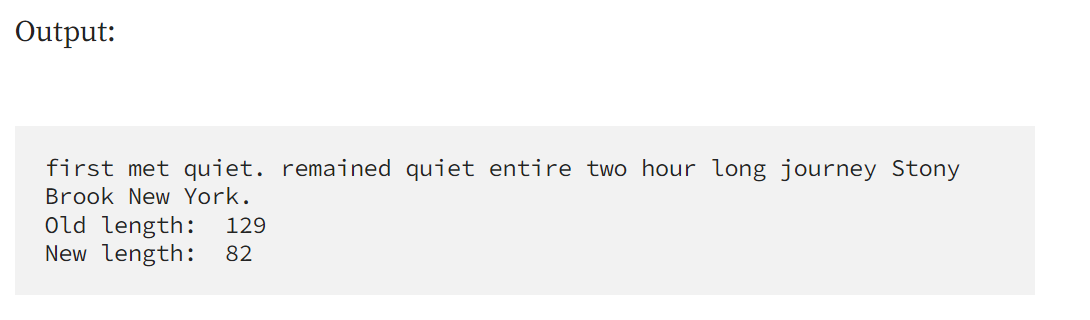 Output:
first met quiet. remained quiet entire two hour long journey Stony
Brook New York.
Old length:  129
New length:  82